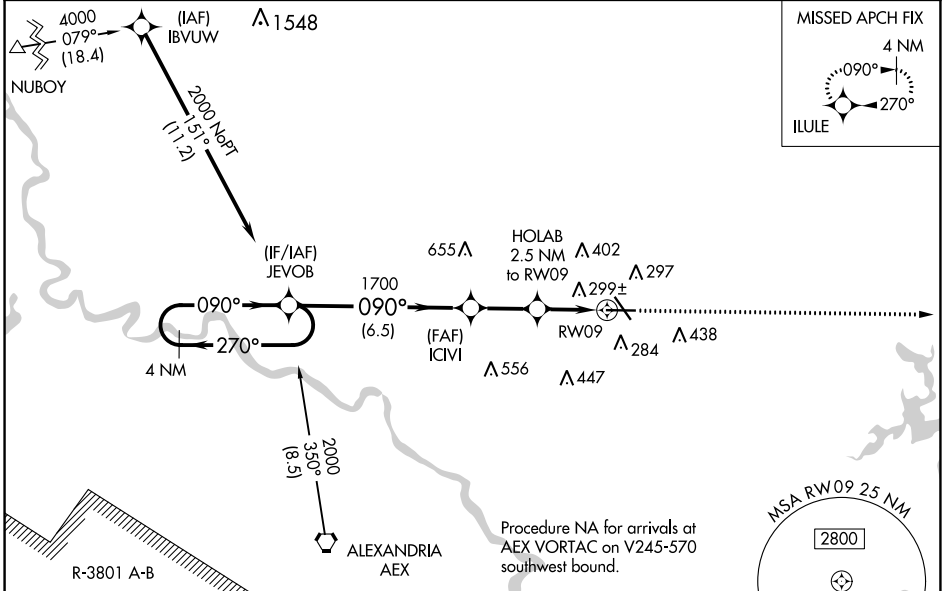 4000
079°
(18.4)
NUBOY
(IAF)
IBVUW
1548
2000 NoPT
151°
(11.2)
MISSED APCH FIX
4 NM
090°
270°
ILULE
(IF/IAF)
JEVOB
090°
270°
4 NM
1700
090°
(6.5)
655
(FAF)
ICIVI
HOLAB
2.5 NM
to RW09
402
299±
297
RW09
284
438
556
447
2000
350°
(8.5)
ALEXANDRIA
AEX
R-3801 A-B
Procedure NA for arrivals at
AEX VORTAC on V245-570
southwest bound.
MSA RW09 25 NM
2800